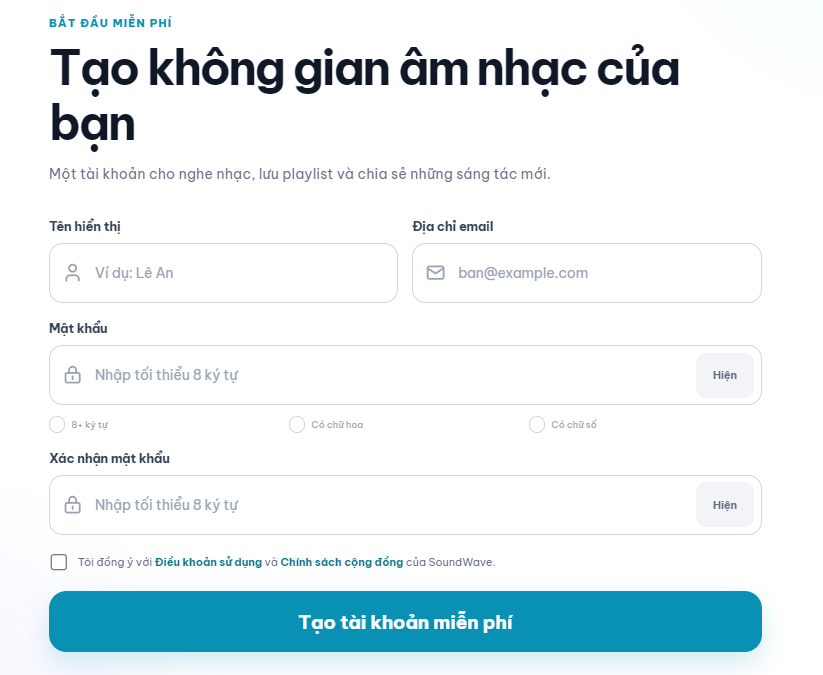 BẮT ĐẦU MIỄN PHÍ
Tạo không gian âm nhạc của
bạn
Một tài khoản cho nghe nhạc, lưu playlist và chia sẻ những sáng tác mới.
Tên hiển thị
Địa chỉ email
Ví dụ: Lê An
ban@example.com
Mật khẩu
Nhập tối thiểu 8 ký tự
Hiện
8+ ký tự
Có chữ hoa
Có chữ số
Xác nhận mật khẩu
Nhập tối thiểu 8 ký tự
Hiện
Tôi đồng ý với Điều khoản sử dụng và Chính sách cộng đồng của SoundWave.
Tạo tài khoản miễn phí